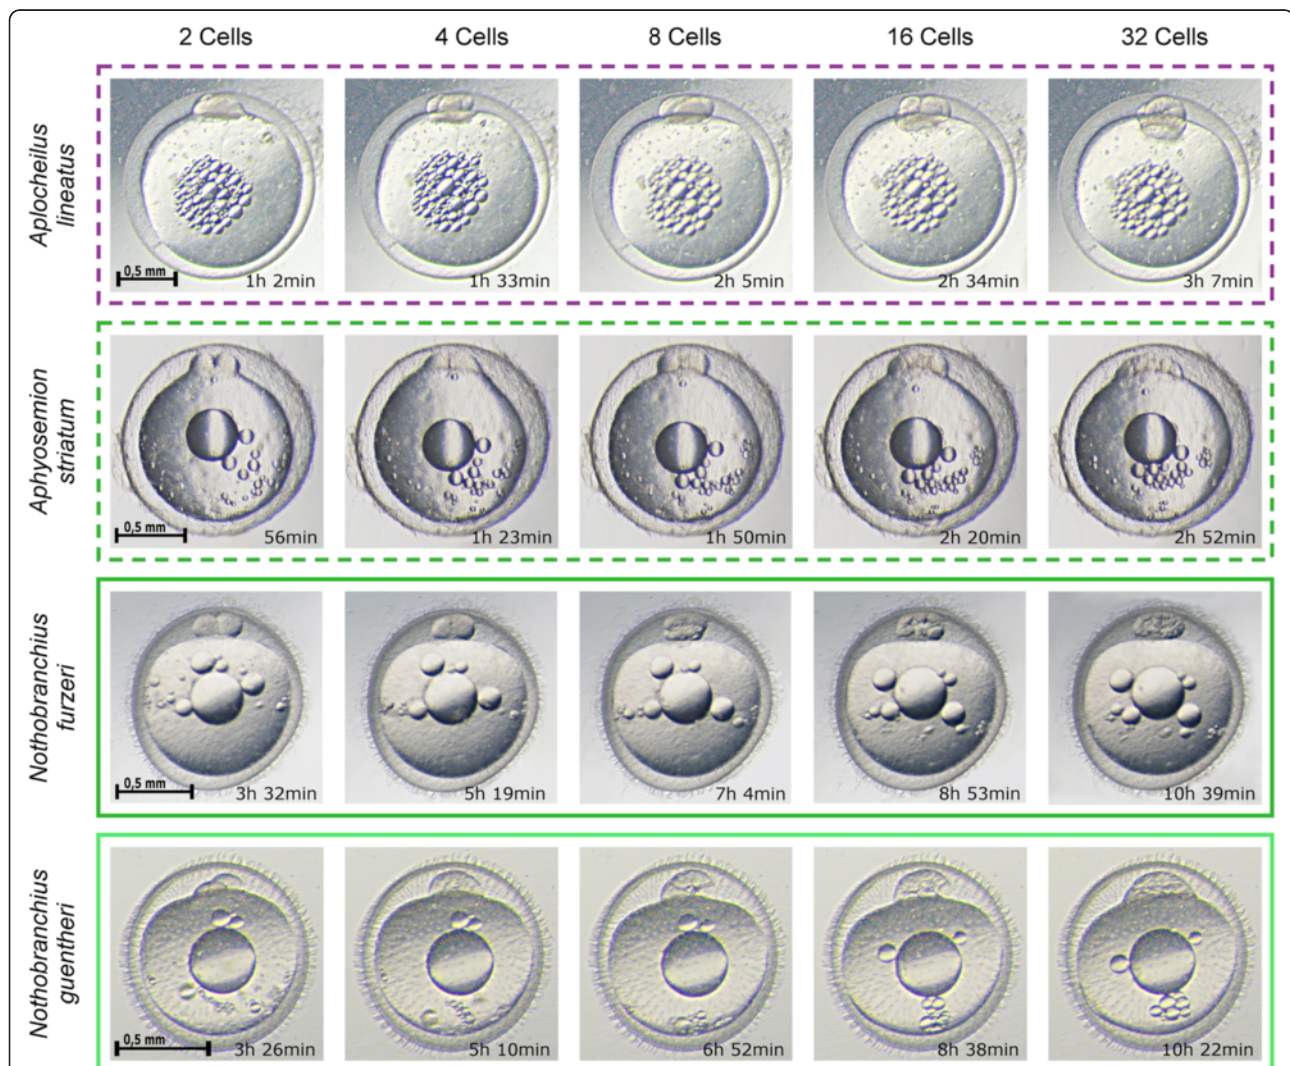 2 Cells 4 Cells 8 Cells 16 Cells 32 Cells
Aplocheilus
lineatus
0,5 mm
1h 2min 1h 33min 2h 5min 2h 34min 3h 7min
Aphyosemion
striatum
0,5 mm
56min 1h 23min 1h 50min 2h 20min 2h 52min
Nothobranchius
furzeri
0,5 mm
3h 32min 5h 19min 7h 4min 8h 53min 10h 39min
Nothobranchius
guentheri
0,5 mm
3h 26min 5h 10min 6h 52min 8h 38min 10h 22min